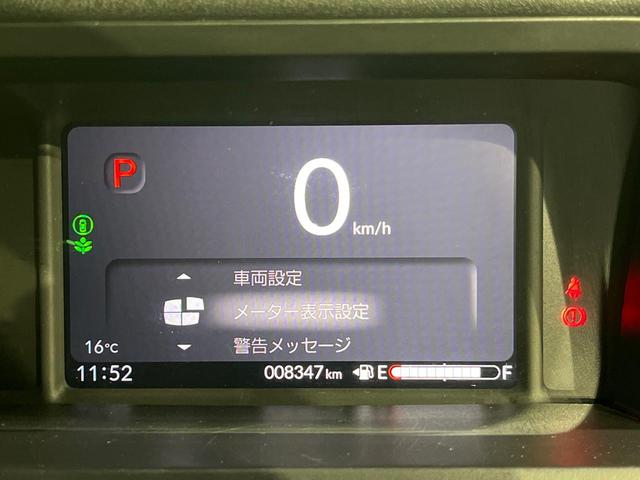 P
0 km/h
車両設定
メーター表示設定
警告メッセージ
16℃
11:52 008347km E F